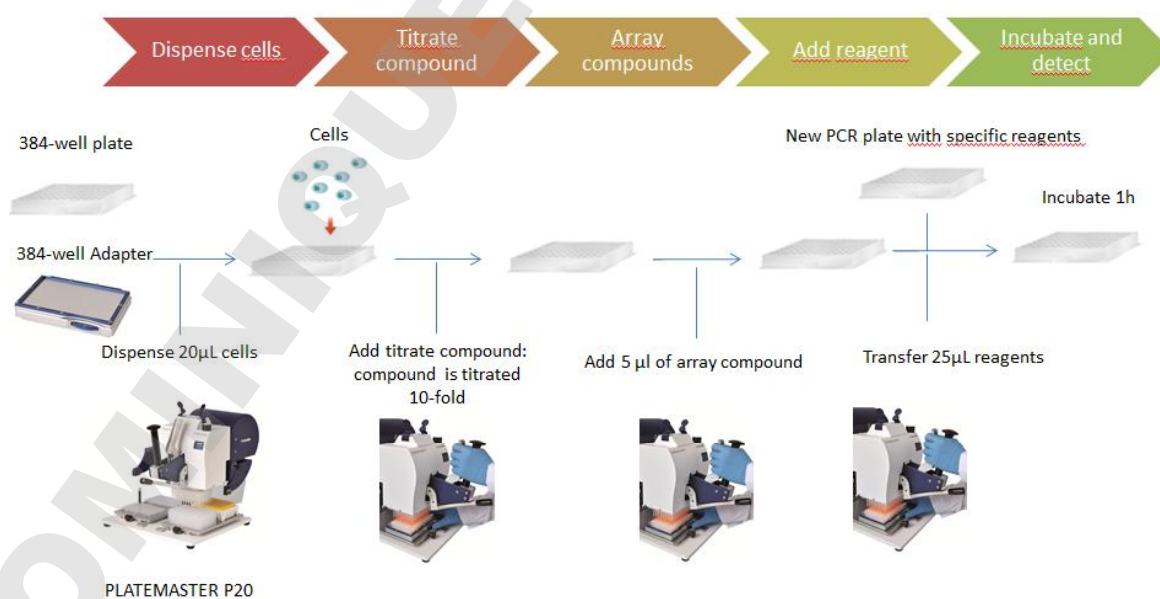 Dispense cells
Titrate
compound
Array
compounds
Add reagent
Incubate and
detect
384-well plate
Cells
New PCR plate with specific reagents
Incubate 1h
384-well Adapter
Dispense 20µL cells
Add titrate compound:
compound is titrated
10-fold
Add 5 µl of array compound
Transfer 25µL reagents
PLATEMASTER P20
OMINIQUE